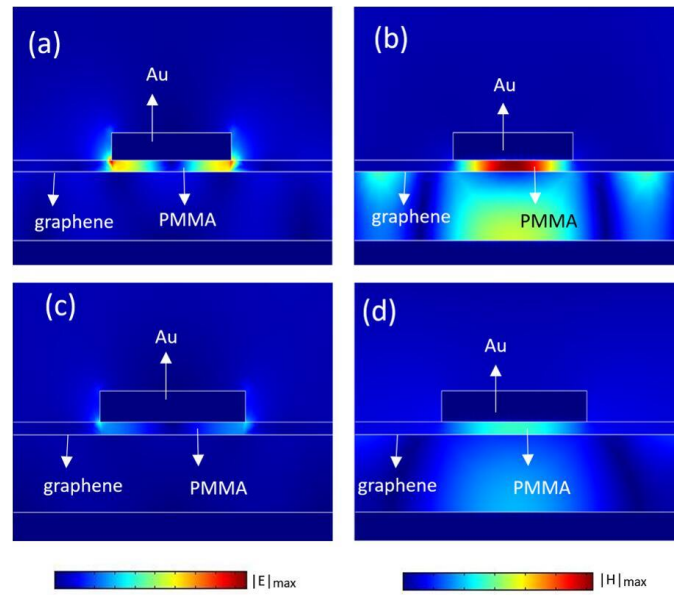 (a)
Au
graphene
PMMA
(b)
Au
graphene
PMMA
(c)
Au
graphene
PMMA
(d)
Au
graphene
PMMA
|E|max
|H|max